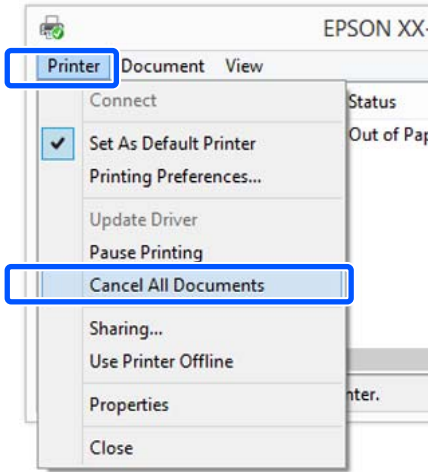 EPSON XX-
Printer Document View
Connect
Status
Set As Default Printer
Out of Pap
Printing Preferences...
Update Driver
Pause Printing
Cancel All Documents
Sharing...
Use Printer Offline
Properties
nter.
Close